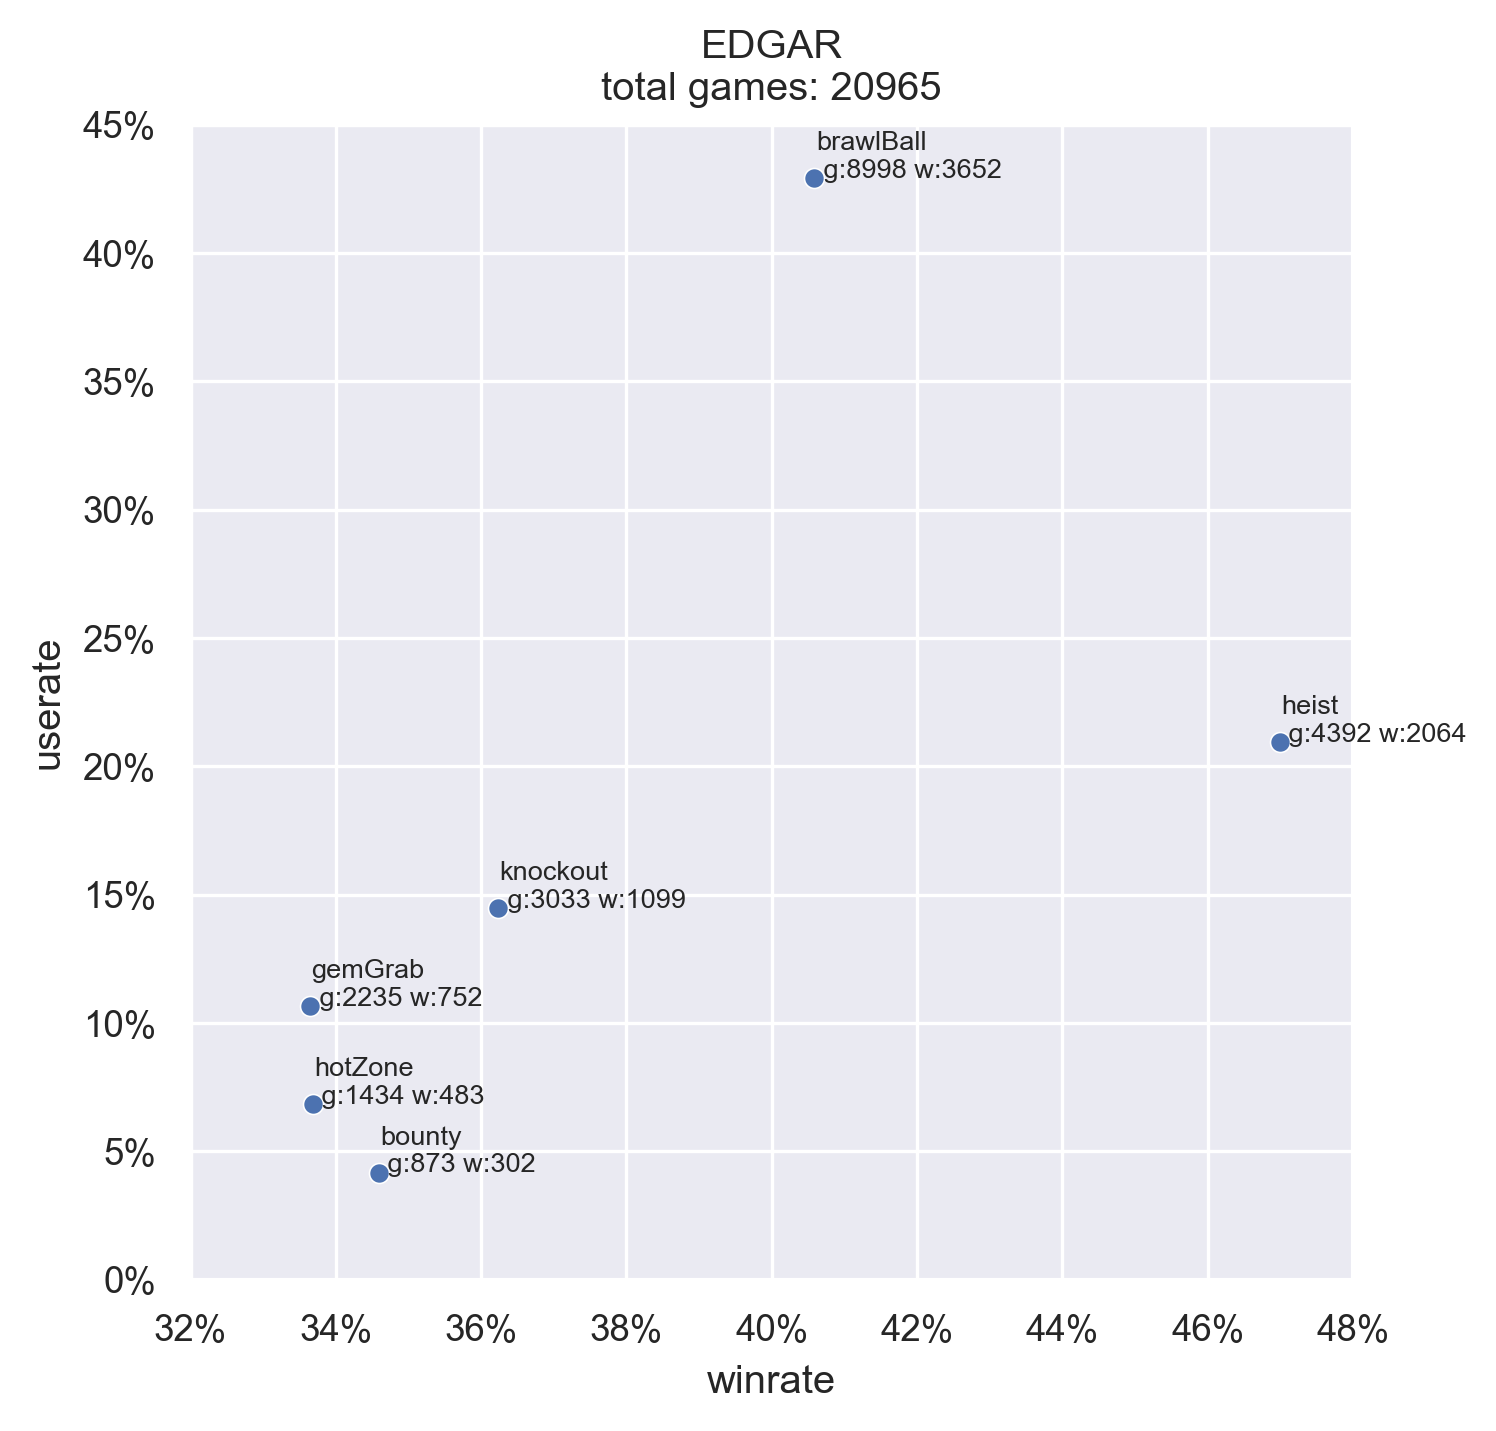 EDGAR
total games: 20965
45%
40%
35%
30%
25%
20%
15%
10%
5%
0%
userate
brawlBall
g:8998 w:3652
heist
g:4392 w:2064
knockout
g:3033 w:1099
gemGrab
g:2235 w:752
hotZone
g:1434 w:483
bounty
g:873 w:302
32% 34% 36% 38% 40% 42% 44% 46% 48%
winrate